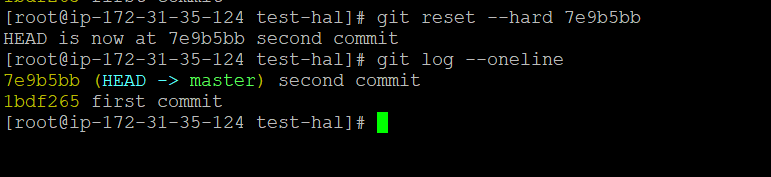 [root@ip-172-31-35-124 test-hal]# git reset --hard 7e9b5bb
HEAD is now at 7e9b5bb second commit
[root@ip-172-31-35-124 test-hal]# git log --oneline
7e9b5bb (HEAD -> master) second commit
1bdf265 first commit
[root@ip-172-31-35-124 test-hal]#